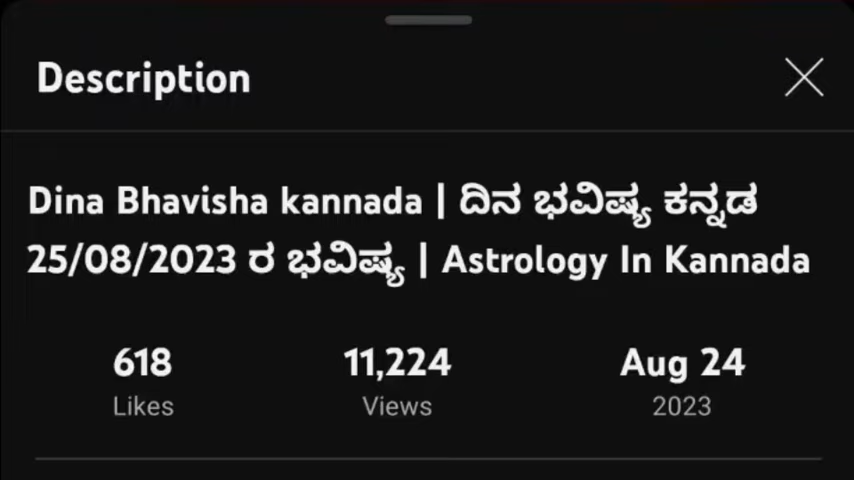 Description
Dina Bhavisha kannada | ದಿನ ಭವಿಷ್ಯ ಕನ್ನಡ
25/08/2023 ರ ಭವಿಷ್ಯ | Astrology In Kannada
618 11,224 Aug 24
Likes Views 2023